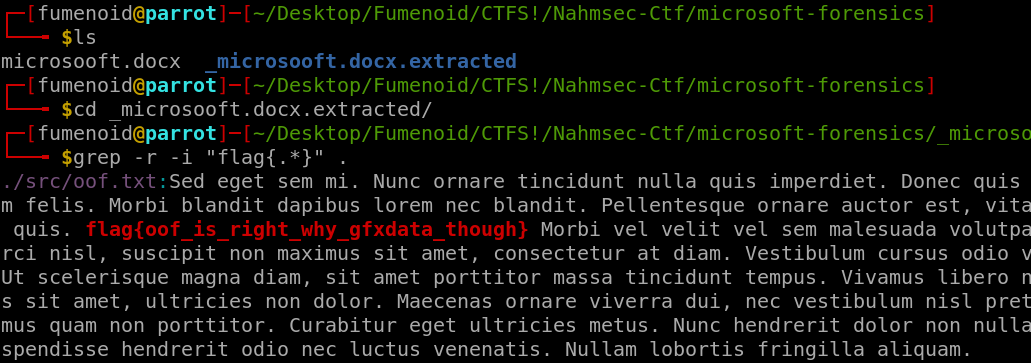 ┌─[fumenoid@parrot]─[~/Desktop/Fumenoid/CTFS!/Nahmsec-Ctf/microsoft-forensics]
└──╼ $ls
microsooft.docx  _microsooft.docx.extracted
┌─[fumenoid@parrot]─[~/Desktop/Fumenoid/CTFS!/Nahmsec-Ctf/microsoft-forensics]
└──╼ $cd _microsooft.docx.extracted/
┌─[fumenoid@parrot]─[~/Desktop/Fumenoid/CTFS!/Nahmsec-Ctf/microsoft-forensics/_microso
└──╼ $grep -r -i "flag{.*}" .
./src/oof.txt:Sed eget sem mi. Nunc ornare tincidunt nulla quis imperdiet. Donec quis
m felis. Morbi blandit dapibus lorem nec blandit. Pellentesque ornare auctor est, vita
 quis. flag{oof_is_right_why_gfxdata_though} Morbi vel velit vel sem malesuada volutpa
rci nisl, suscipit non maximus sit amet, consectetur at diam. Vestibulum cursus odio v
Ut scelerisque magna diam, sit amet porttitor massa tincidunt tempus. Vivamus libero n
s sit amet, ultricies non dolor. Maecenas ornare viverra dui, nec vestibulum nisl pret
mus quam non porttitor. Curabitur eget ultricies metus. Nunc hendrerit dolor non nulla
spendisse hendrerit odio nec luctus venenatis. Nullam lobortis fringilla aliquam.